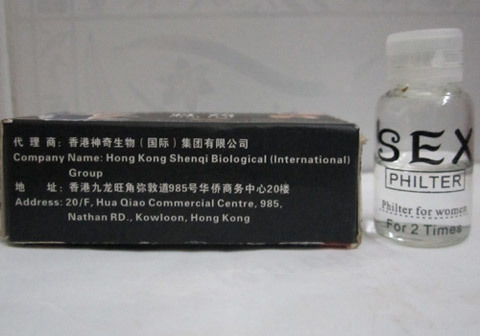 代 理 商：香港神奇生物（国际）集团有限公司
Company Name: Hong Kong Shenqi Biological (International)
Group
地 址：香港九龙旺角弥敦道985号华侨商务中心20楼
Address: 20/F, Hua Qiao Commercial Centre, 985,
Nathan RD., Kowloon, Hong Kong
SEX
PHILTER
Philter for women
For 2 Times